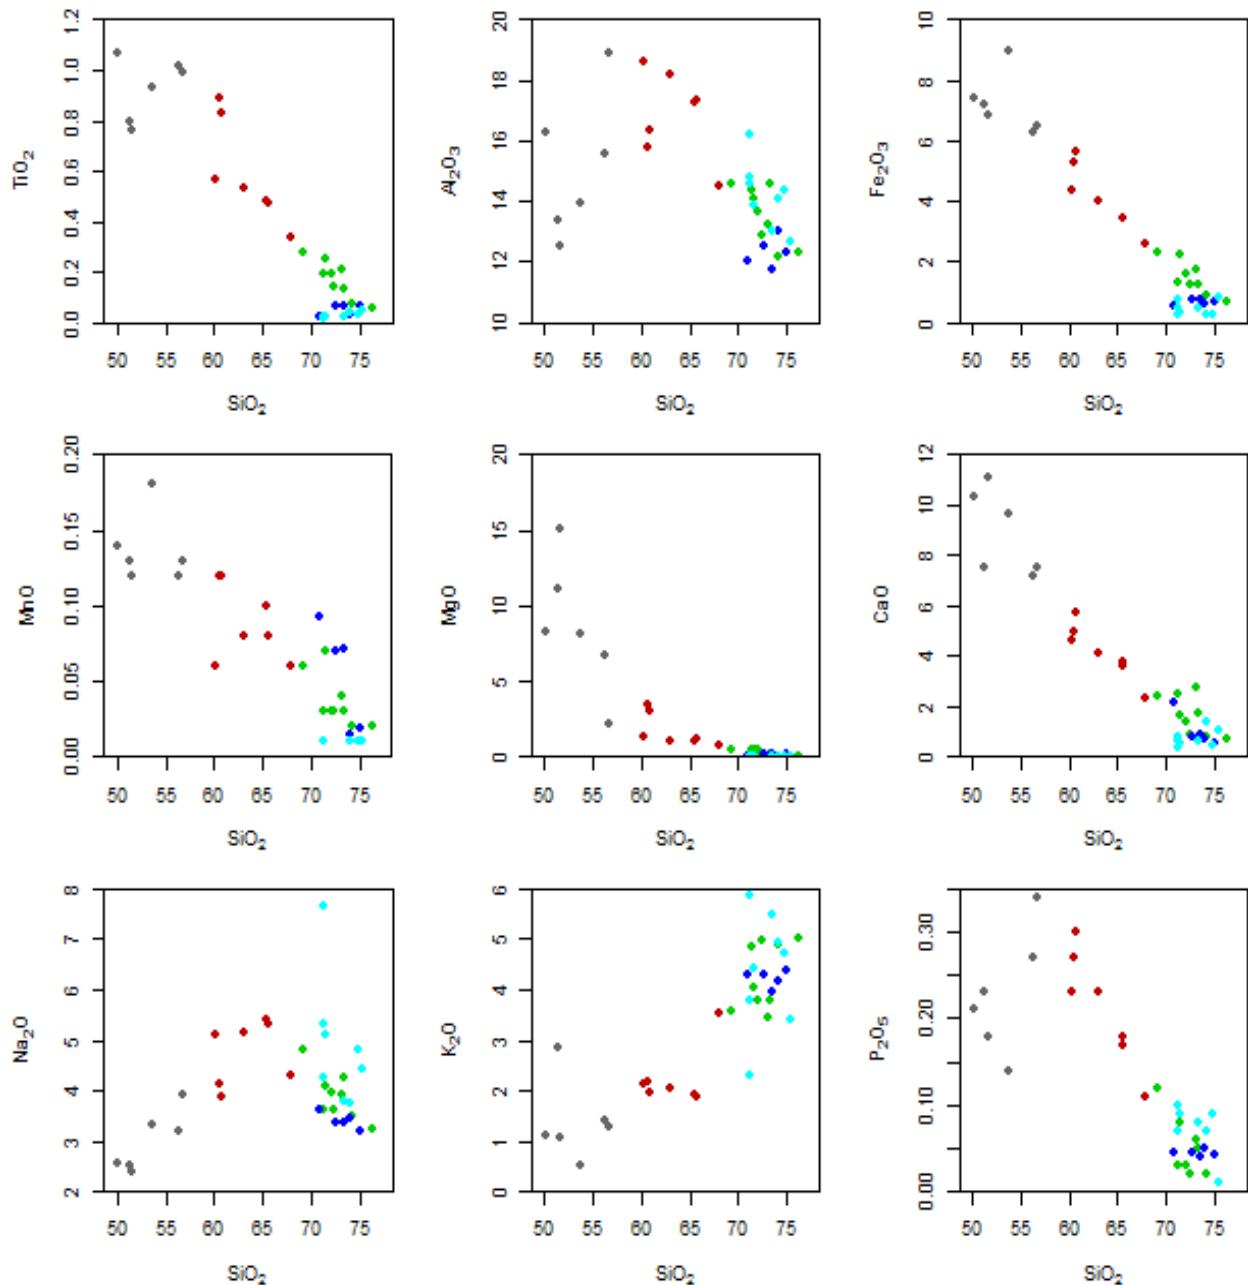 TiO₂
0.0 0.2 0.4 0.6 0.8 1.0 1.2
50 55 60 65 70 75
SiO₂
Al₂O₃
10 12 14 16 18 20
50 55 60 65 70 75
SiO₂
Fe₂O₃
0 2 4 6 8 10
50 55 60 65 70 75
SiO₂
MnO
0.00 0.05 0.10 0.15 0.20
50 55 60 65 70 75
SiO₂
MgO
0 5 10 15 20
50 55 60 65 70 75
SiO₂
CaO
0 2 4 6 8 10 12
50 55 60 65 70 75
SiO₂
Na₂O
2 3 4 5 6 7 8
50 55 60 65 70 75
SiO₂
K₂O
0 1 2 3 4 5 6
50 55 60 65 70 75
SiO₂
P₂O₅
0.00 0.10 0.20 0.30
50 55 60 65 70 75
SiO₂